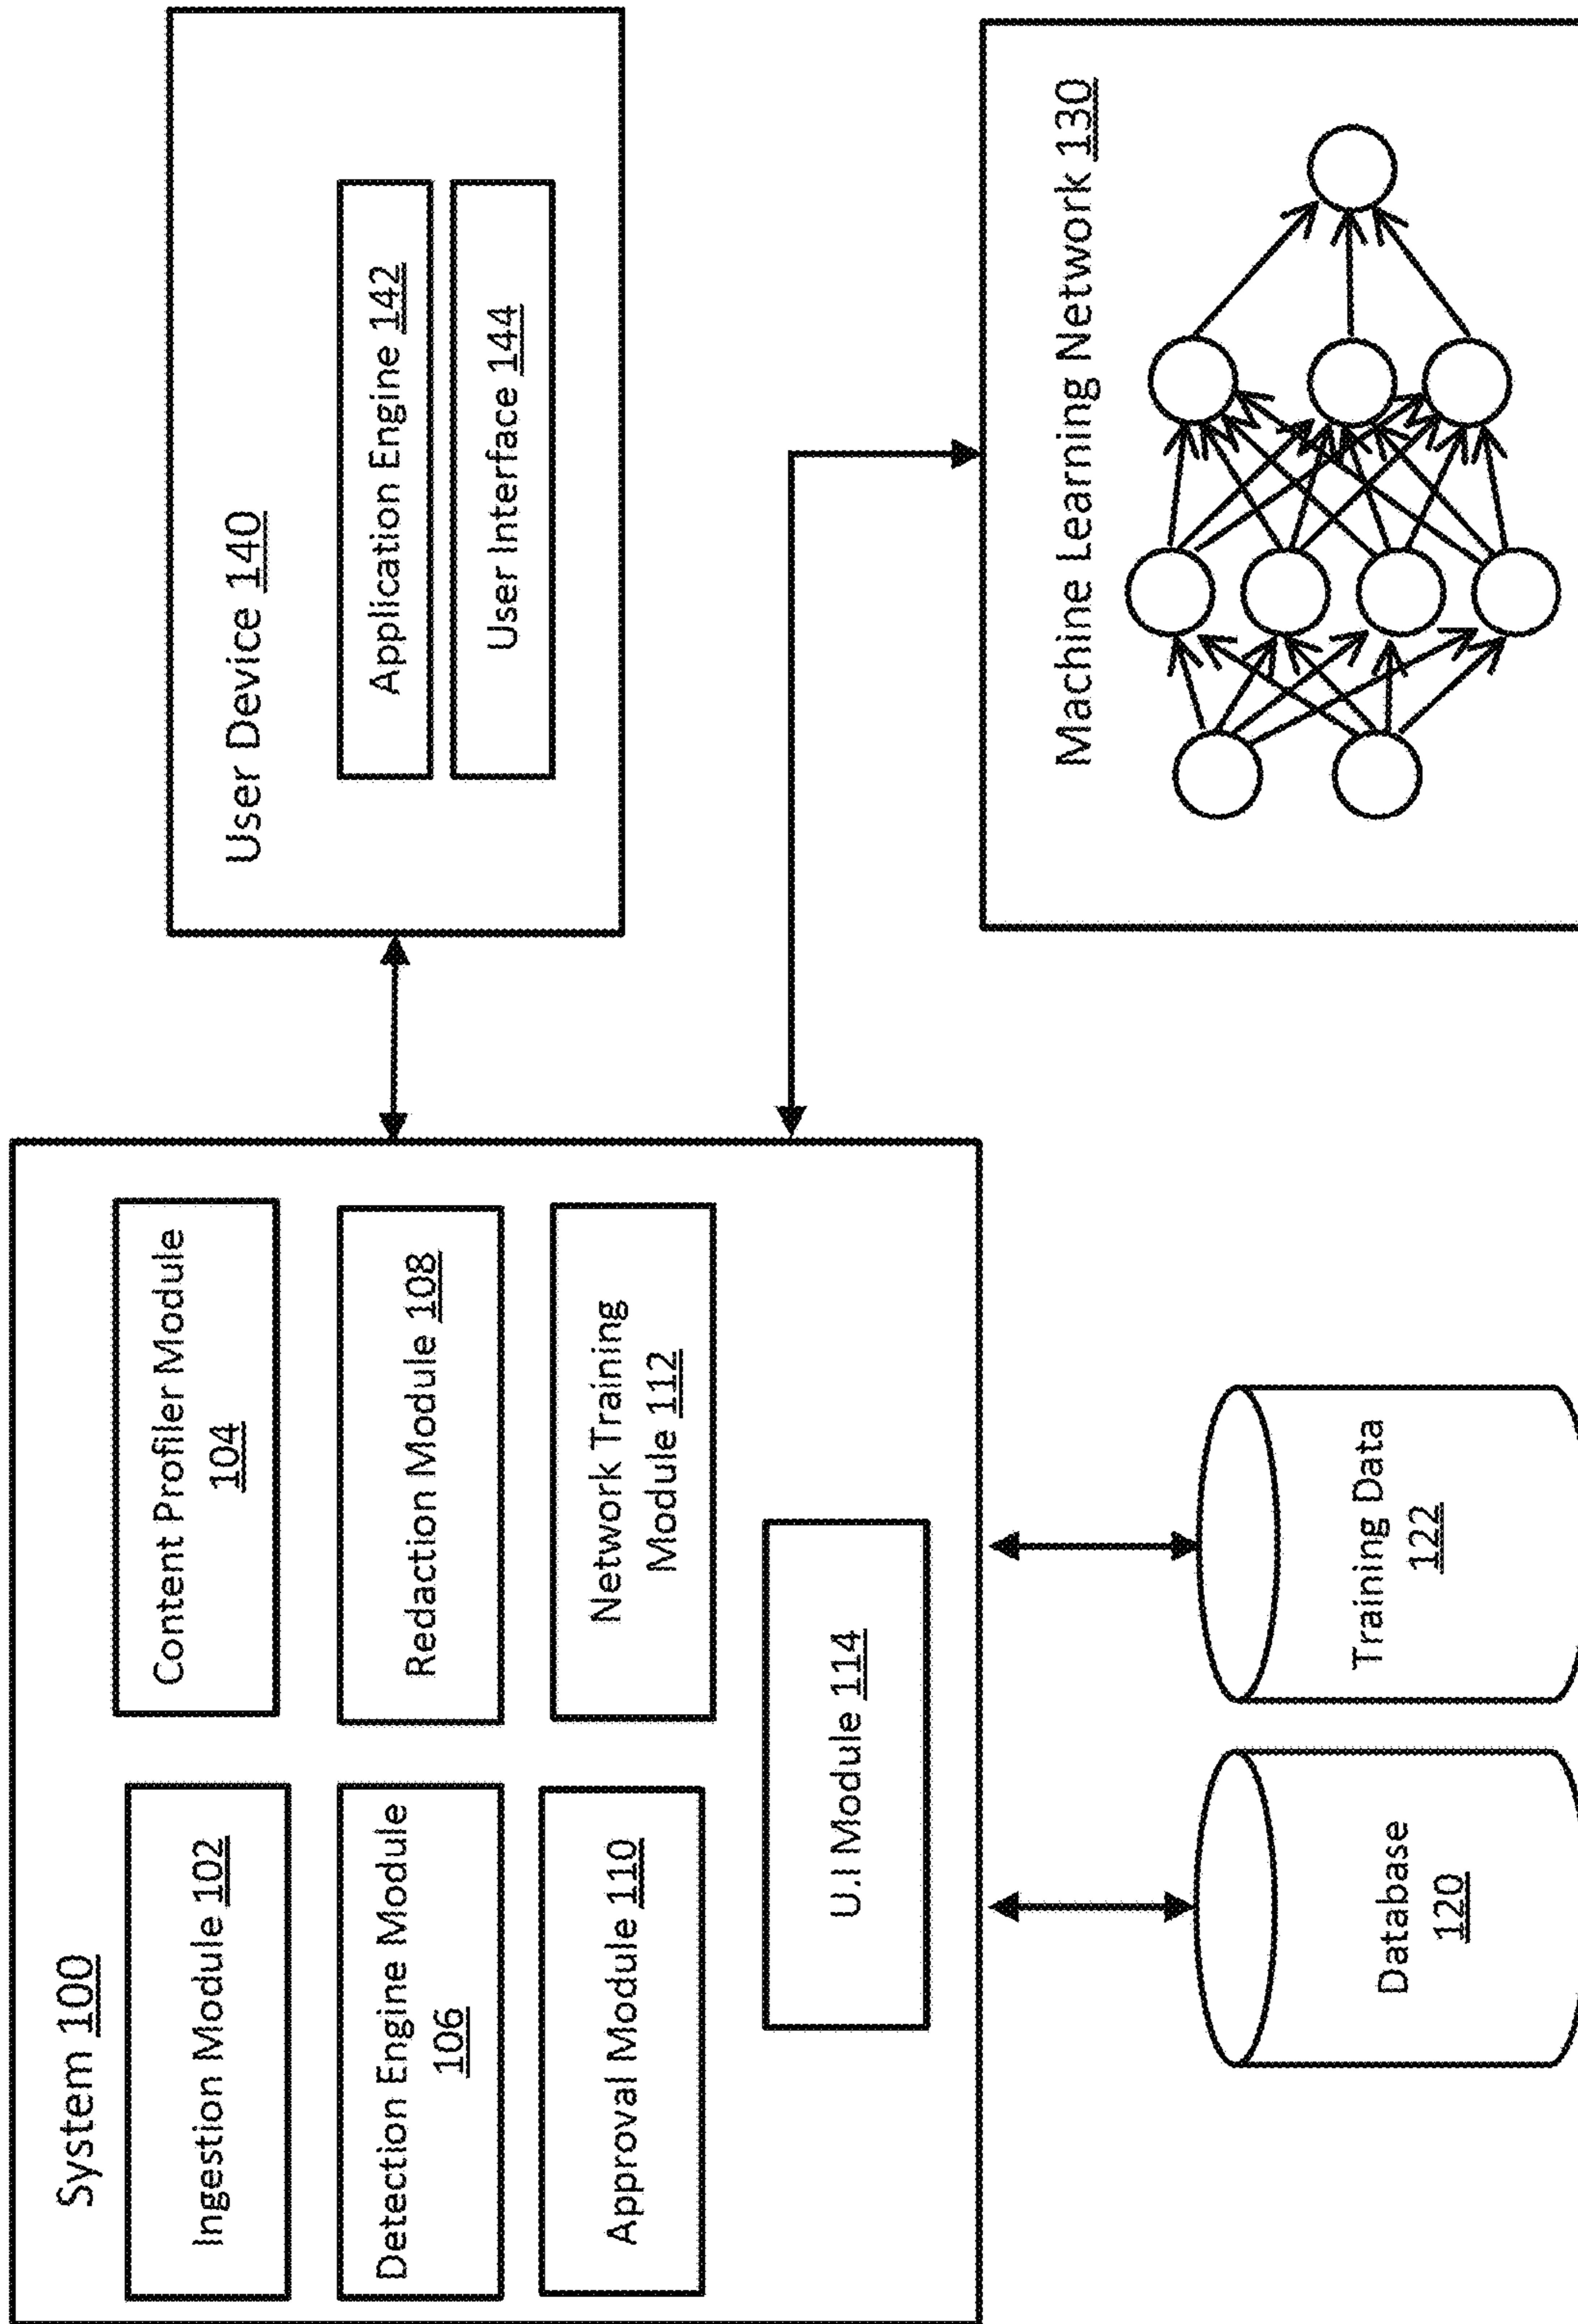 System 100
Ingestion Module 102
Content Profiler Module
104
Detection Engine Module
106
Redaction Module 108
Approval Module 110
Network Training
Module 112
U.I Module 114
Database
120
Training Data
122
User Device 140
Application Engine 142
User Interface 144
Machine Learning Network 130